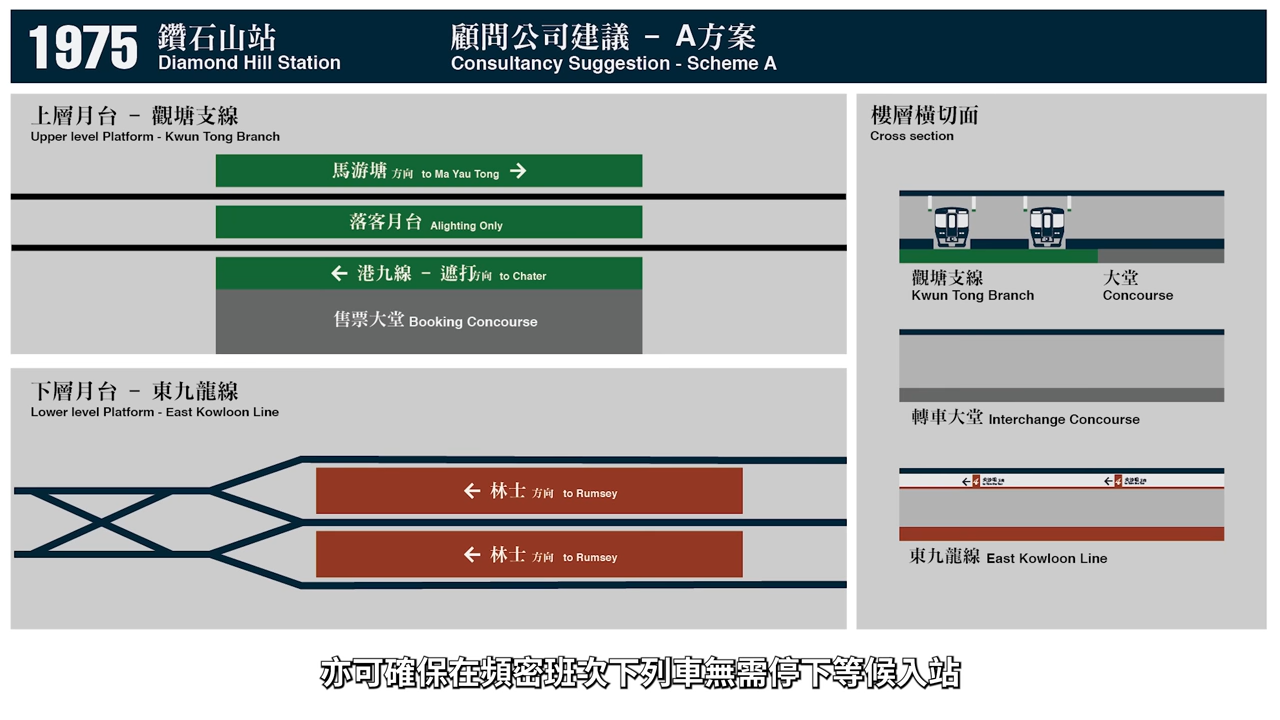 1975
鑽石山站
Diamond Hill Station
顧問公司建議 － A方案
Consultancy Suggestion - Scheme A
上層月台 － 觀塘支線
Upper level Platform - Kwun Tong Branch
馬游塘 方向 to Ma Yau Tong →
落客月台 Alighting Only
← 港九線 － 遮打方向 to Chater
售票大堂 Booking Concourse
下層月台 － 東九龍線
Lower level Platform - East Kowloon Line
← 林士 方向 to Rumsey
← 林士 方向 to Rumsey
樓層橫切面
Cross section
觀塘支線
Kwun Tong Branch
大堂
Concourse
轉車大堂 Interchange Concourse
東九龍線 East Kowloon Line
亦可確保在頻密班次下列車無需停下等候入站